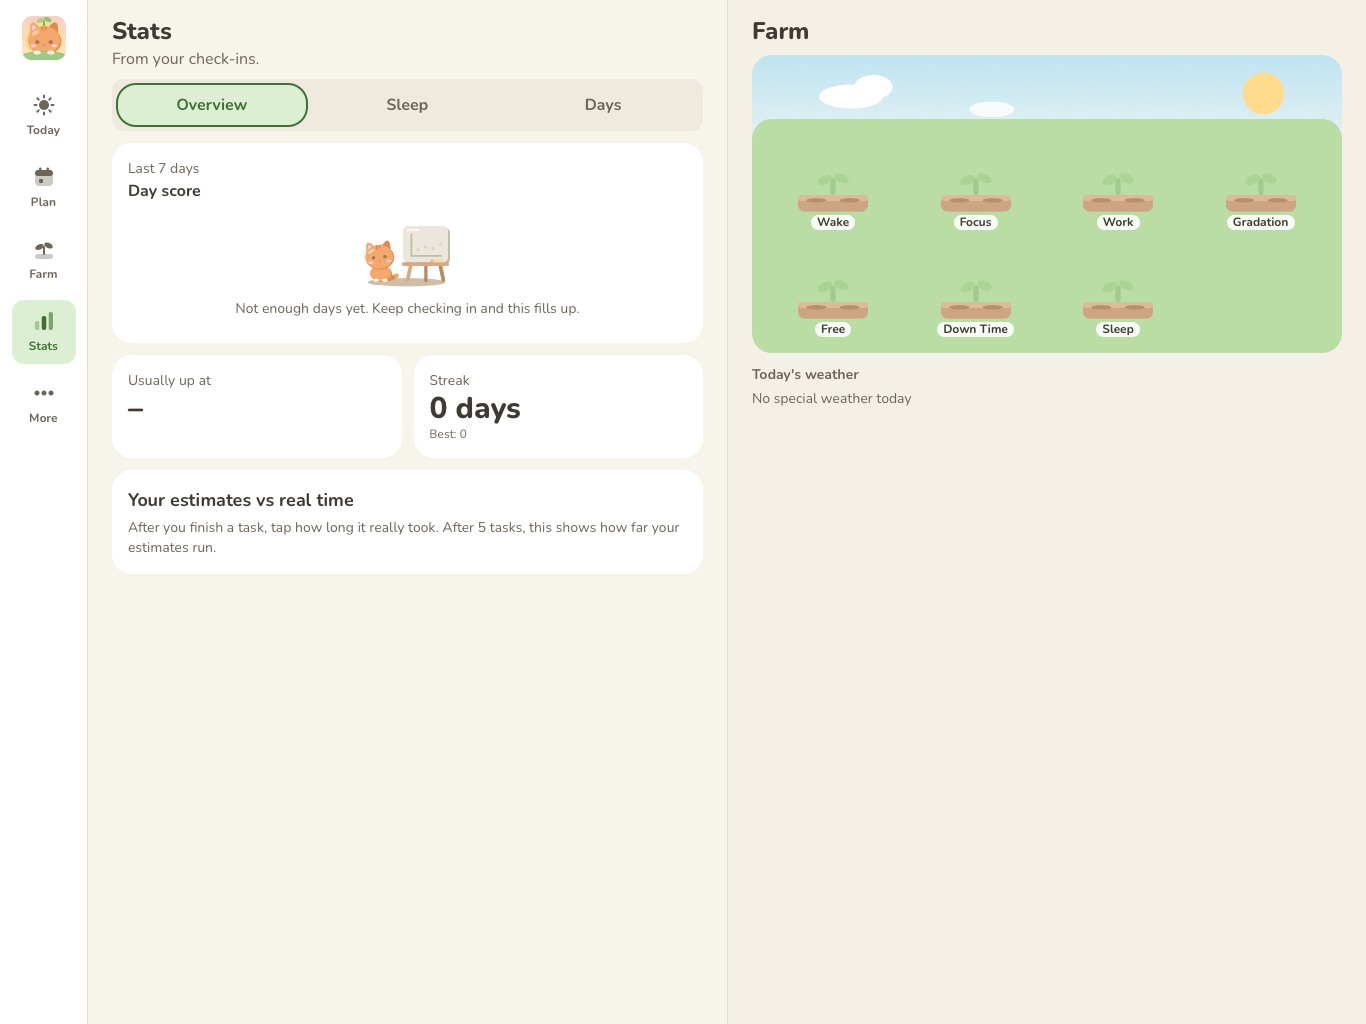 Today
Plan
Farm
Stats
More
Stats
From your check-ins.
Overview
Sleep
Days
Last 7 days
Day score
Not enough days yet. Keep checking in and this fills up.
Usually up at
–
Streak
0 days
Best: 0
Your estimates vs real time
After you finish a task, tap how long it really took. After 5 tasks, this shows how far your
estimates run.
Farm
Wake
Focus
Work
Gradation
Free
Down Time
Sleep
Today's weather
No special weather today